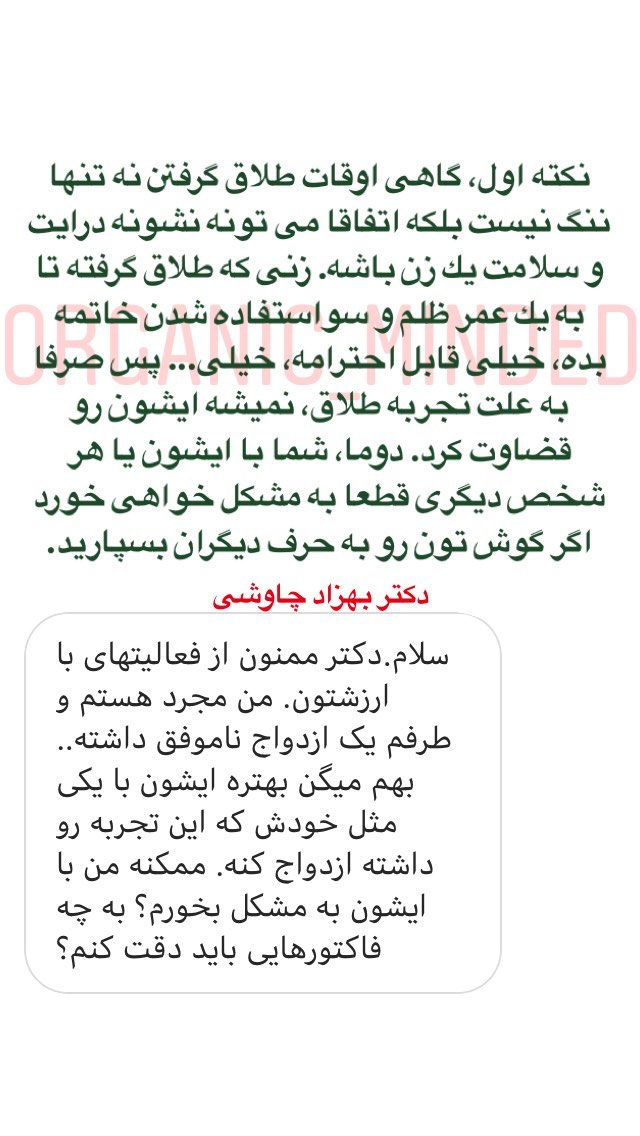 نکته اول، گاهی اوقات طلاق گرفتن نه تنها
ننگ نیست بلکه اتفاقا می تونه نشونه درایت
و سلامت یك زن باشه. زنی که طلاق گرفته تا
به یك عمر ظلم و سو استفاده شدن خاتمه
ORGANIC_MINDED
بده، خیلی قابل احترامه، خیلی... پس صرفا
به علت تجربه طلاق، نمیشه ایشون رو
قضاوت کرد. دوما، شما با ایشون یا هر
شخص دیگری قطعا به مشکل خواهی خورد
اگر گوش تون رو به حرف دیگران بسپارید.
دکتر بهزاد چاوشی
سلام.دکتر ممنون از فعالیتهای با
ارزشتون. من مجرد هستم و
طرفم یک ازدواج ناموفق داشته..
بهم میگن بهتره ایشون با یکی
مثل خودش که این تجربه رو
داشته ازدواج کنه. ممکنه من با
ایشون به مشکل بخورم؟ به چه
فاکتورهایی باید دقت کنم؟